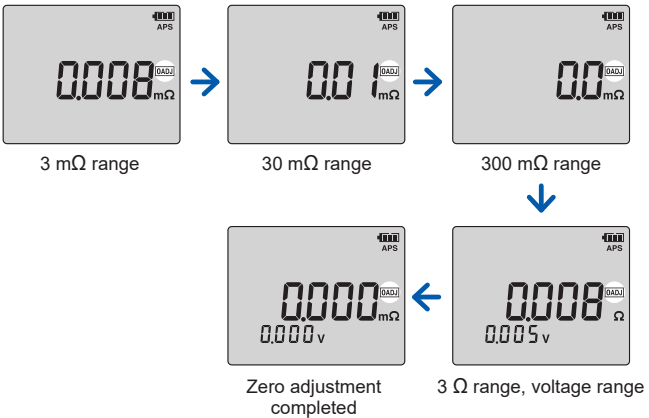 APS
0.008 0ADJ mΩ
3 mΩ range
APS
0.01 0ADJ mΩ
30 mΩ range
APS
0.0 0ADJ mΩ
300 mΩ range
APS
0.008 0ADJ Ω
0.005 v
3 Ω range, voltage range
APS
0.000 0ADJ mΩ
0.000 v
Zero adjustment
completed